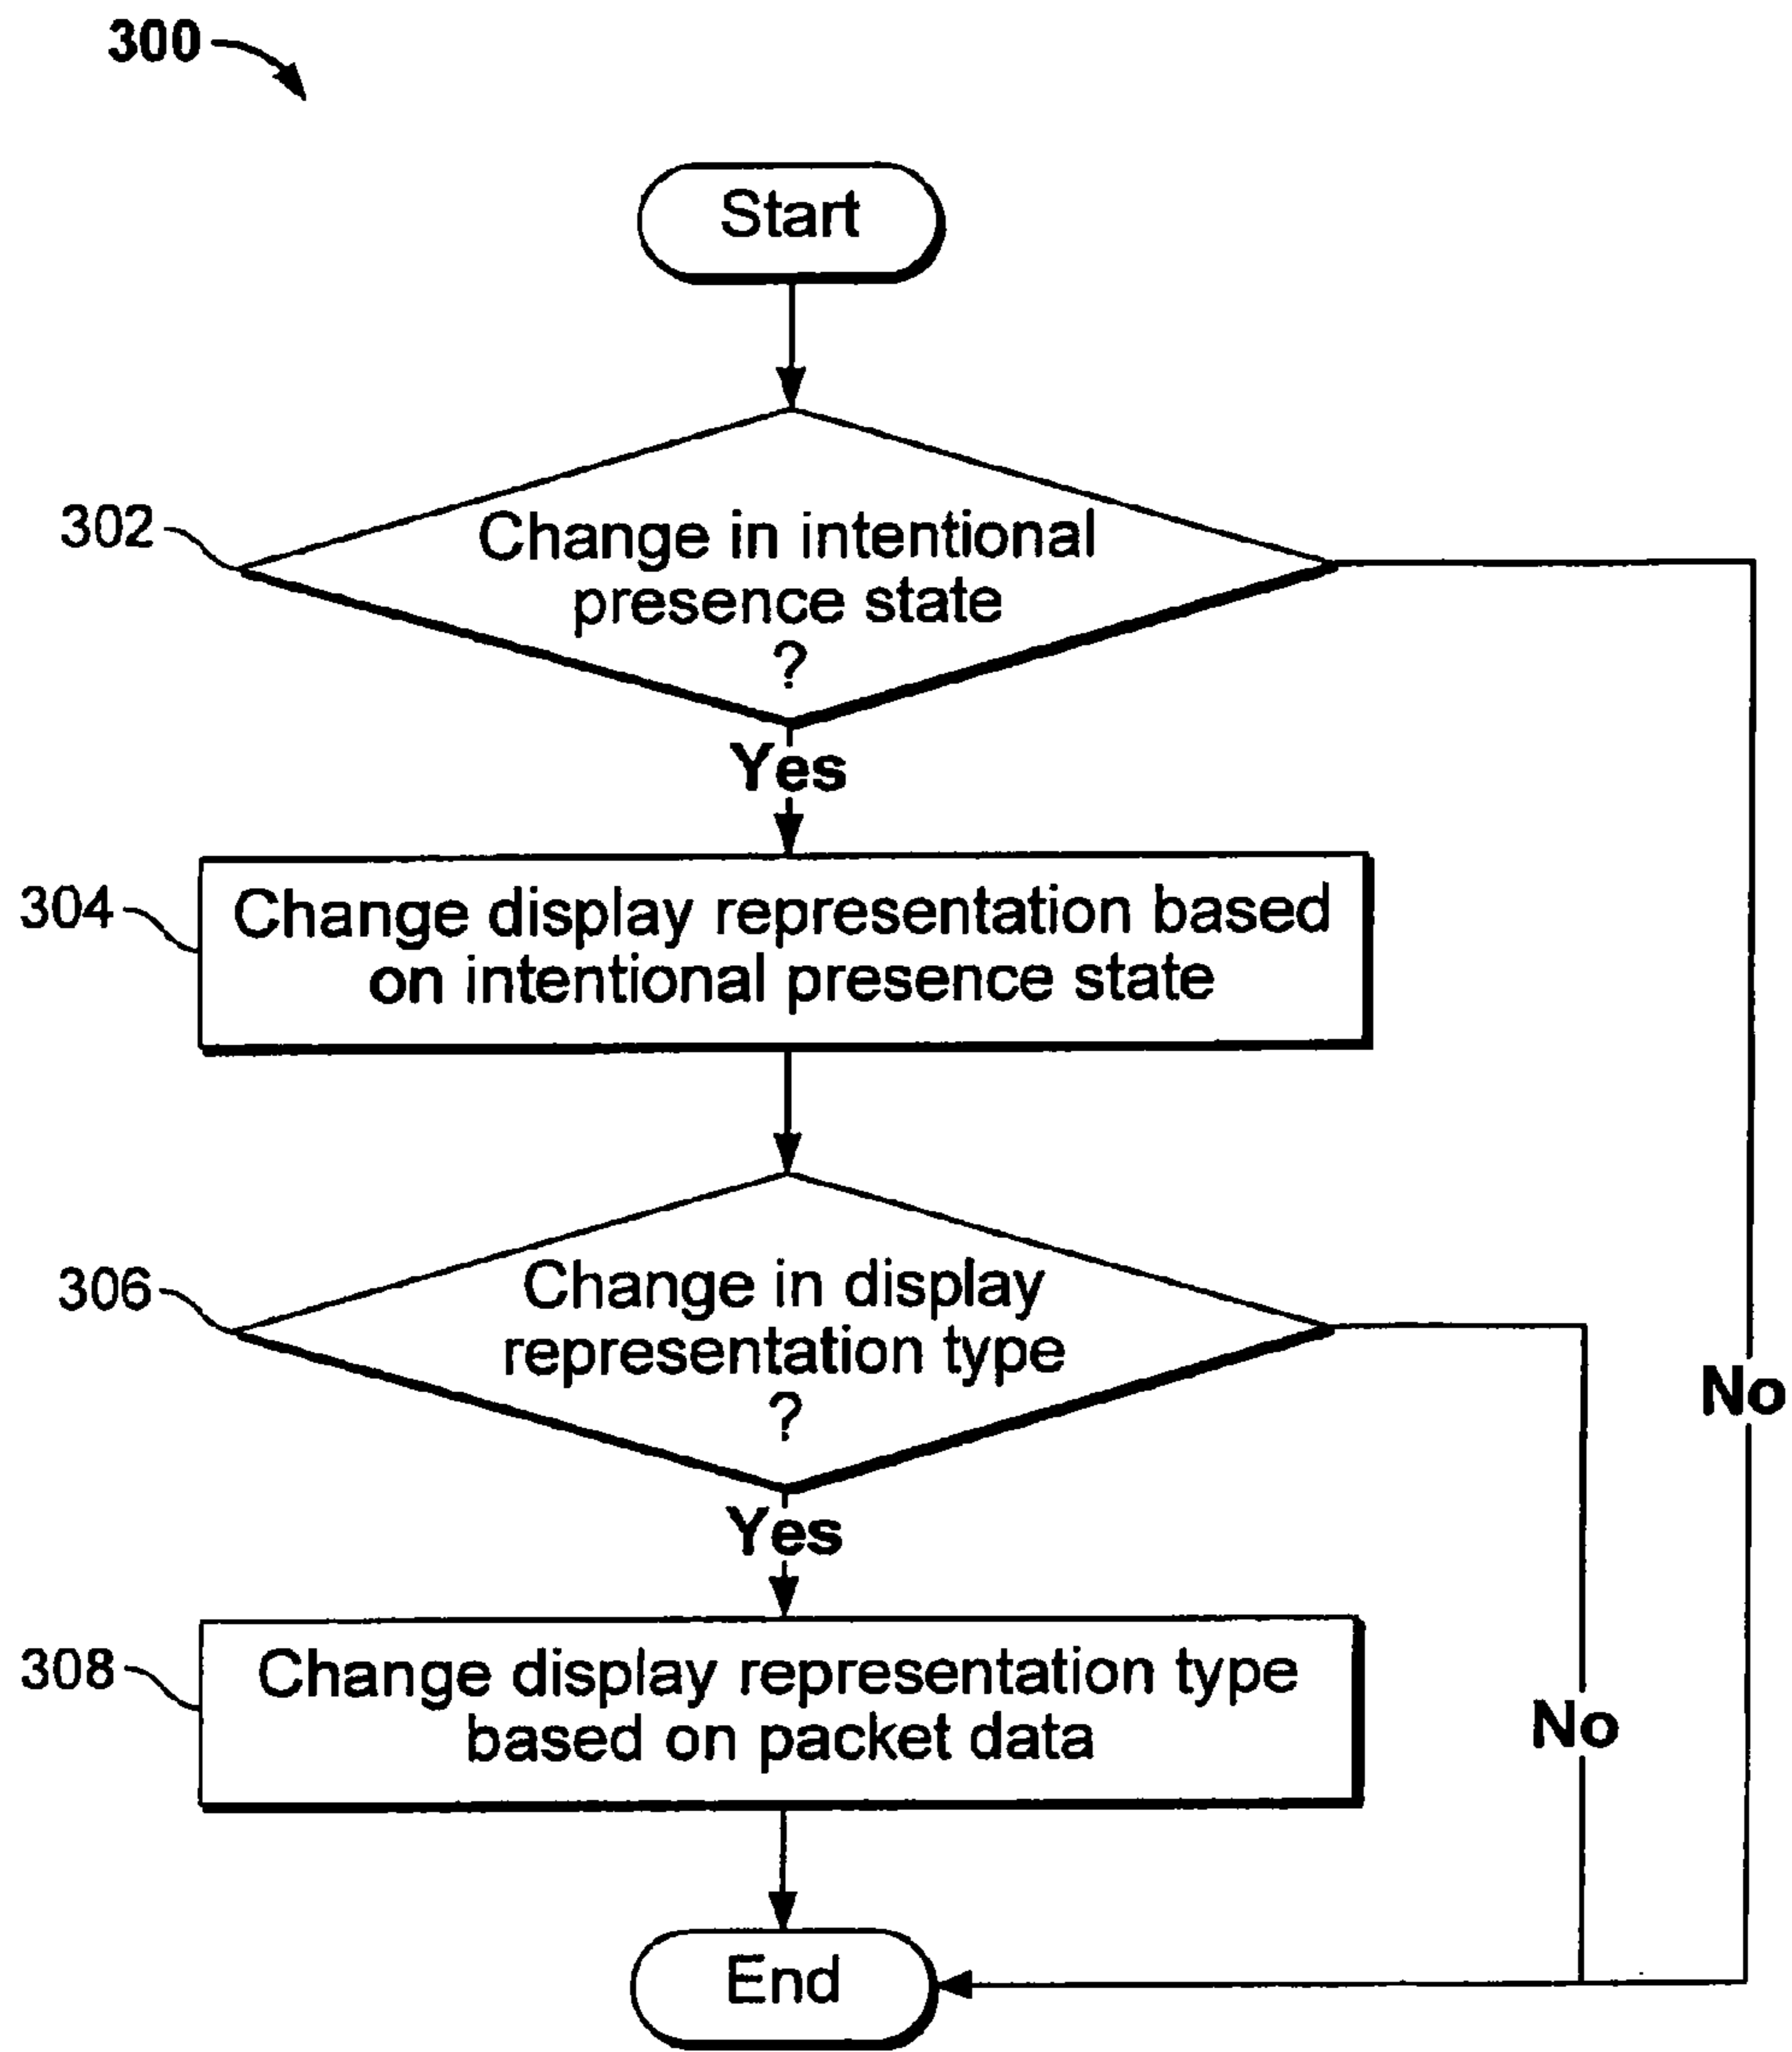 300
Start
302
Change in intentional
presence state
?
Yes
304
Change display representation based
on intentional presence state
306
Change in display
representation type
?
No
Yes
308
Change display representation type
based on packet data
No
End